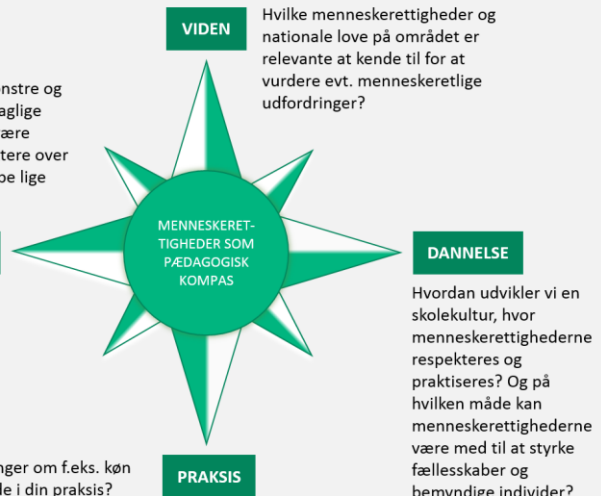 VIDEN
Hvilke menneskerettigheder og
nationale love på området er
relevante at kende til for at
vurdere evt. menneskeretlige
udfordringer?
og
aglige
ære
tere over
lige
MENNESKERET-
TIGHEDER SOM
PÆDAGOGISK
KOMPAS
DANNELSE
Hvordan udvikler vi en
skolekultur, hvor
menneskerettighederne
respekteres og
praktiseres? Og på
hvilken måde kan
menneskerettighederne
være med til at styrke
fællesskaber og
bemyndige individer?
PRAKSIS
nger om f.eks. køn
de i din praksis?